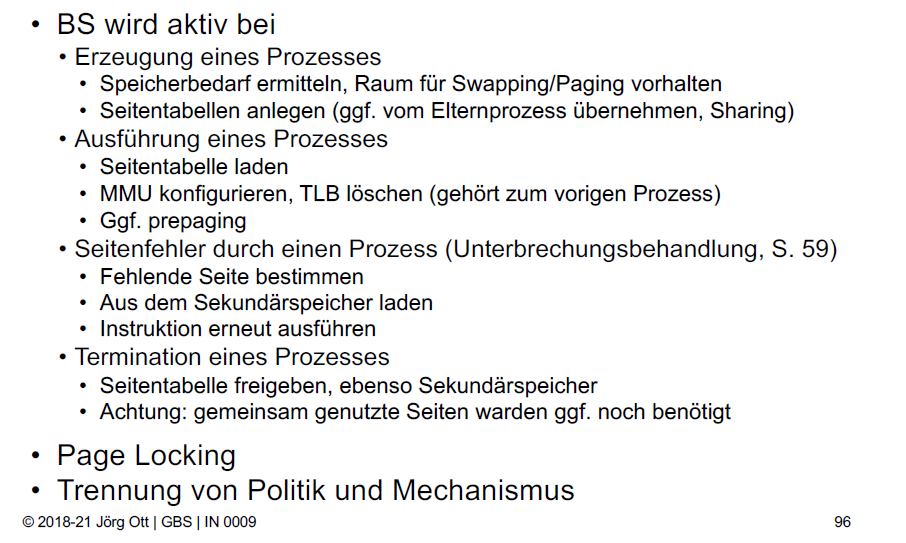 • BS wird aktiv bei
• Erzeugung eines Prozesses
• Speicherbedarf ermitteln, Raum für Swapping/Paging vorhalten
• Seitentabellen anlegen (ggf. vom Elternprozess übernehmen, Sharing)
• Ausführung eines Prozesses
• Seitentabelle laden
• MMU konfigurieren, TLB löschen (gehört zum vorigen Prozess)
• Ggf. prepaging
• Seitenfehler durch einen Prozess (Unterbrechungsbehandlung, S. 59)
• Fehlende Seite bestimmen
• Aus dem Sekundärspeicher laden
• Instruktion erneut ausführen
• Termination eines Prozesses
• Seitentabelle freigeben, ebenso Sekundärspeicher
• Achtung: gemeinsam genutzte Seiten warden ggf. noch benötigt
• Page Locking
• Trennung von Politik und Mechanismus
© 2018-21 Jörg Ott | GBS | IN 0009 96